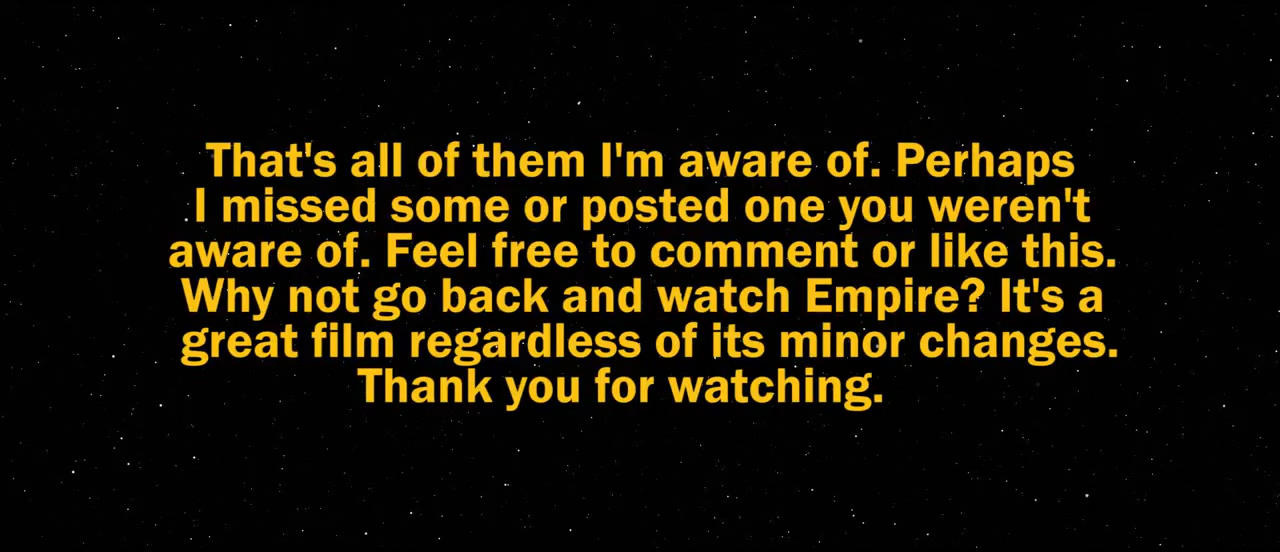 That's all of them I'm aware of. Perhaps
I missed some or posted one you weren't
aware of. Feel free to comment or like this.
Why not go back and watch Empire? It's a
great film regardless of its minor changes.
Thank you for watching.